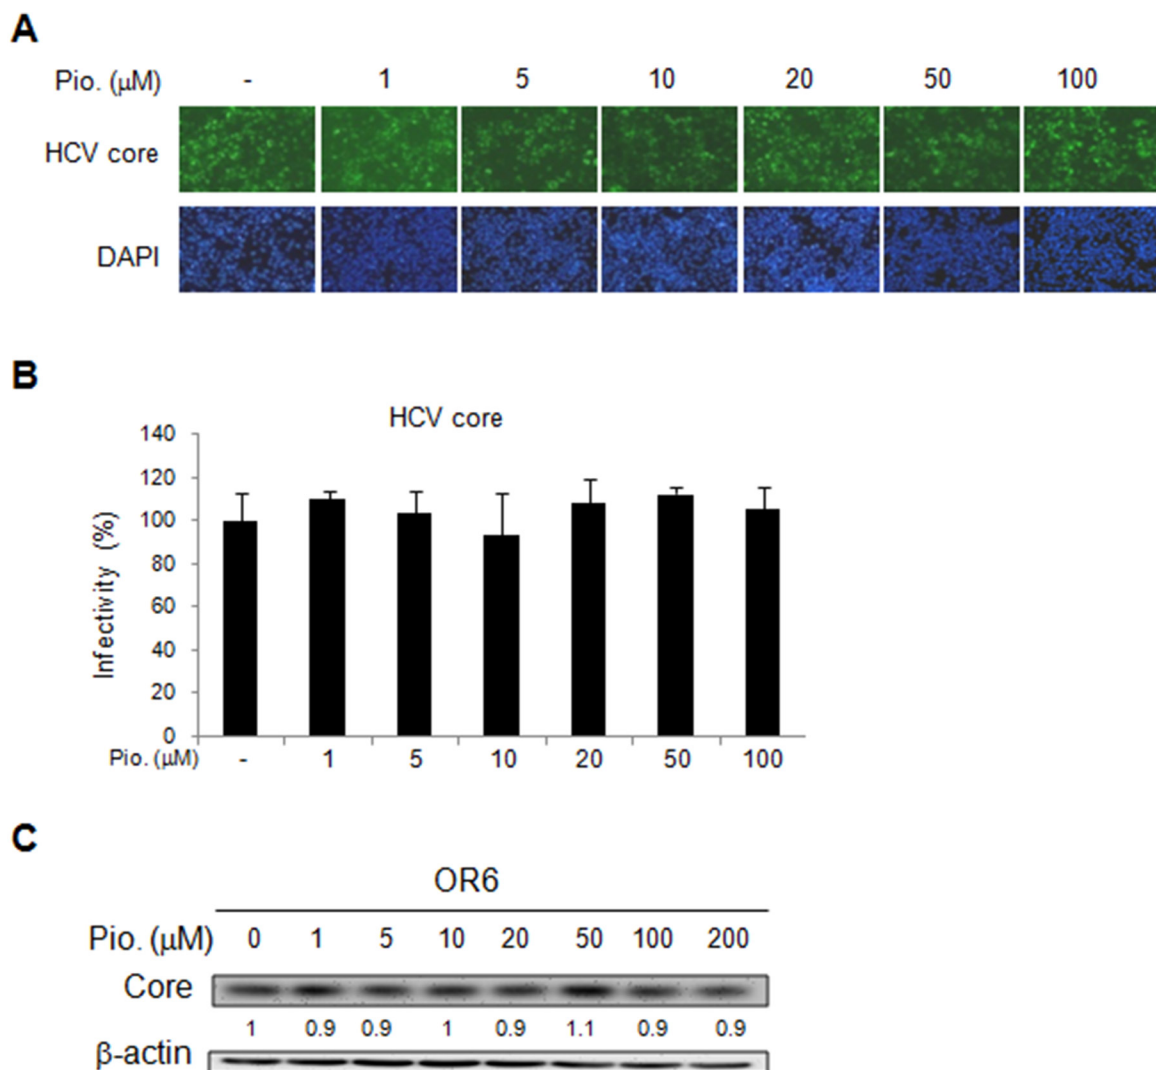 A
Pio. (μM) - 1 5 10 20 50 100
HCV core
DAPI
B
HCV core
140
120
100
80
60
40
20
0
Infectivity (%)
Pio. (μM) - 1 5 10 20 50 100
C
OR6
Pio. (μM) 0 1 5 10 20 50 100 200
Core
1 0.9 0.9 1 0.9 1.1 0.9 0.9
β-actin